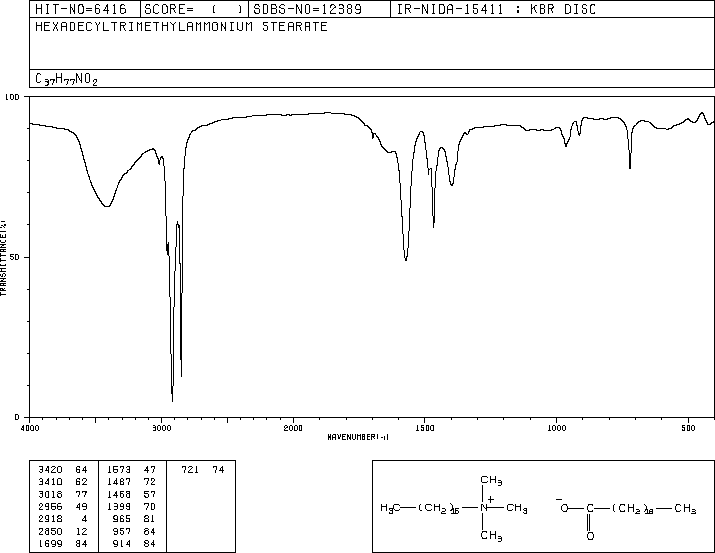 HIT-NO=6416 SCORE= ( ) SDBS-NO=12389 IR-NIDA-15411 : KBR DISC
HEXADECYLTRIMETHYLAMMONIUM STEARATE
C37H77NO2
100
50
0
TRANSMITTANCE(%)
4000 3000 2000 1500 1000 500
WAVENUMBER(-1)
3420 64 1573 47 721 74
3410 62 1487 72
3018 77 1468 57
2956 49 1399 70
2918 4 965 81
2850 12 957 84
1699 84 914 84
CH3
H3C—(CH2)15—N+—CH3
CH3
−O—C—(CH2)16—CH3
O